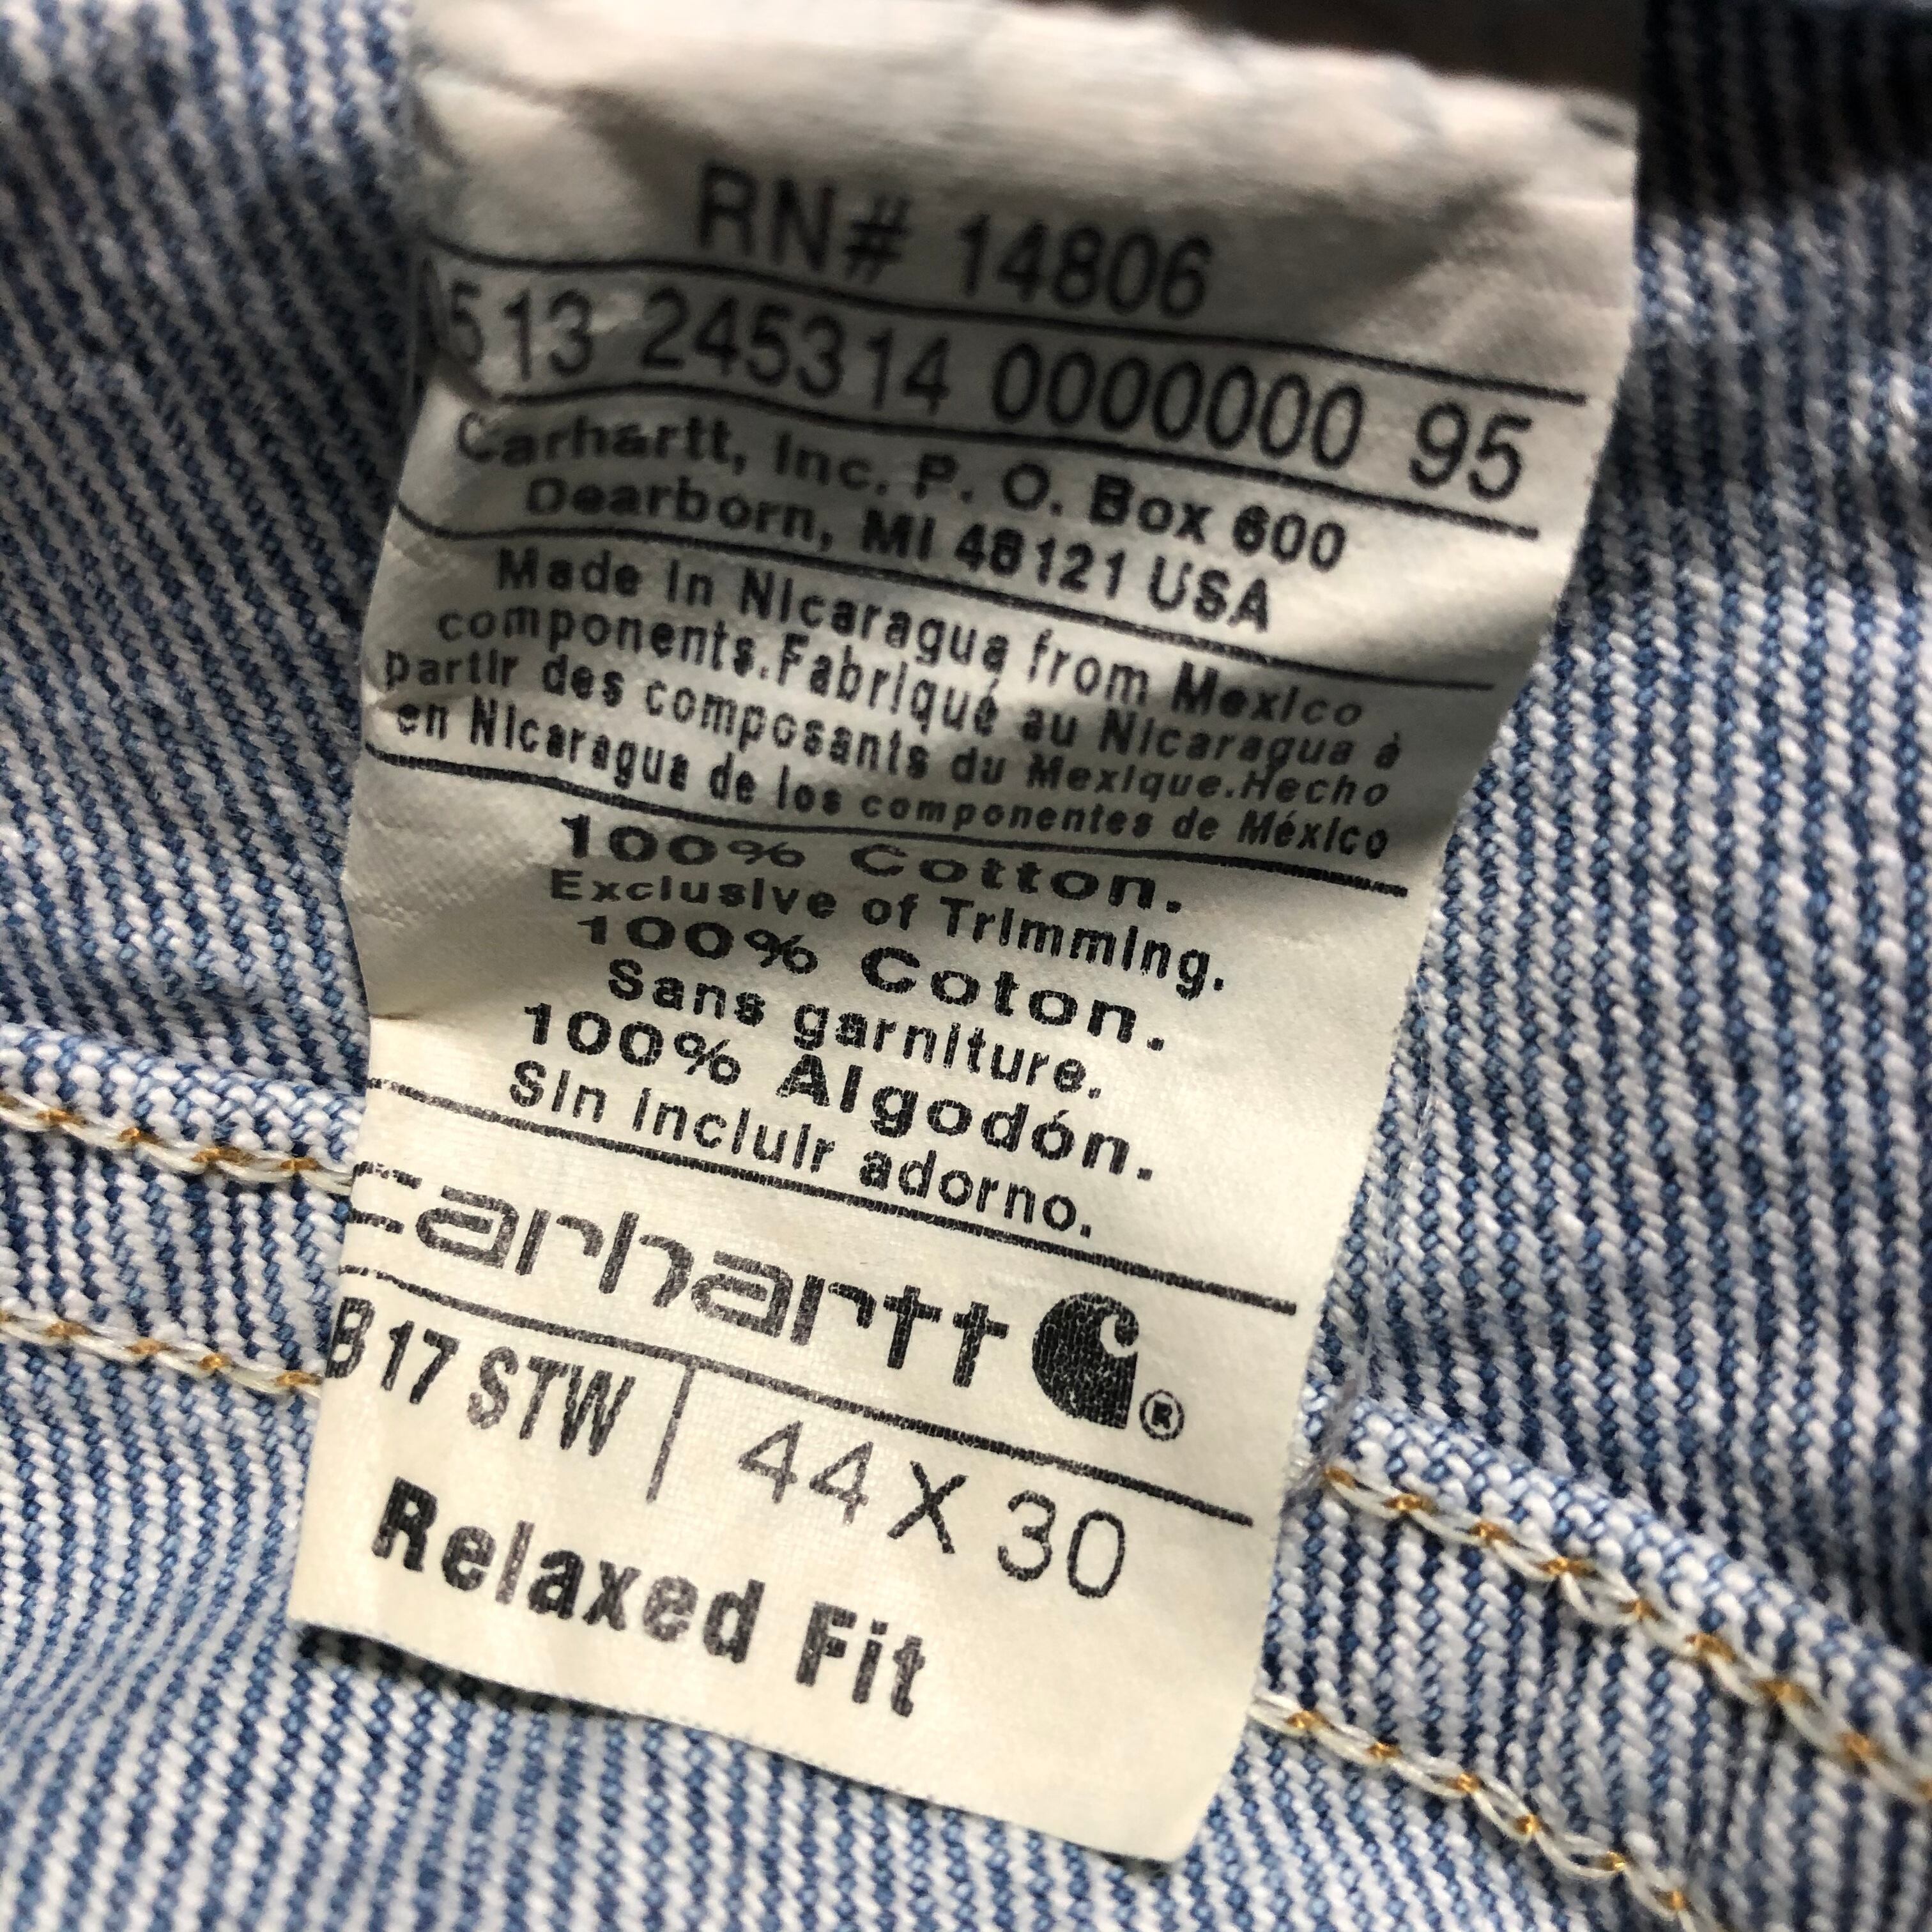 RN# 14806
0513 245314 0000000 95
Carhartt, Inc. P. O. Box 600
Dearborn, MI 48121 USA
Made in Nicaragua from Mexico
components.Fabriqué au Nicaragua à
partir des composants du Mexique.Hecho
en Nicaragua de los componentes de México
100% Cotton.
Exclusive of Trimming.
100% Coton.
Sans garniture.
100% Algodón.
Sin incluir adorno.
carhartt ®
B17 STW | 44 X 30
Relaxed Fit